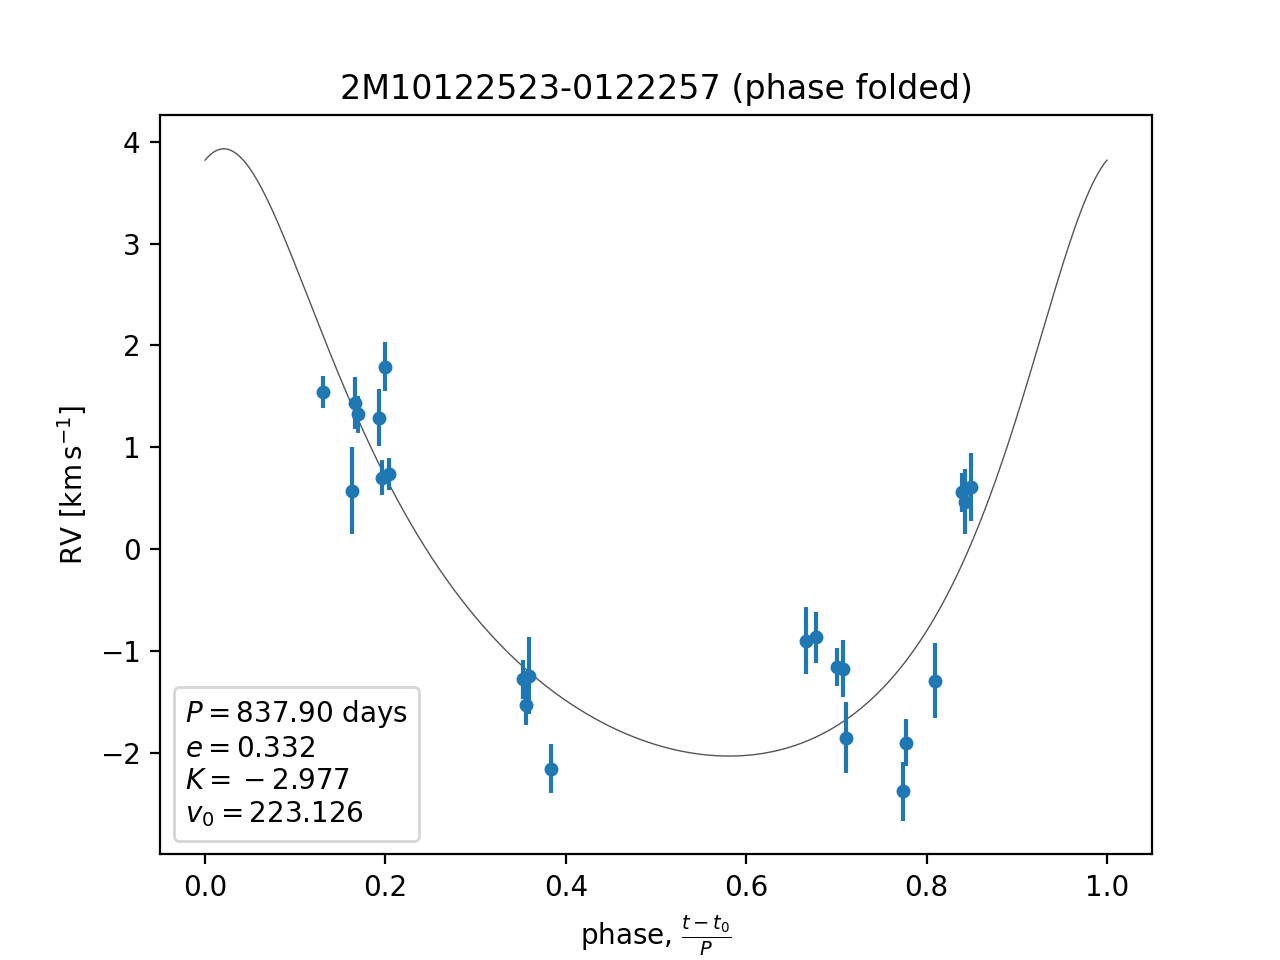 2M10122523-0122257 (phase folded)
4
3
2
1
0
−1
−2
RV [km s⁻¹]
P = 837.90 days
e = 0.332
K = −2.977
v₀ = 223.126
0.0 0.2 0.4 0.6 0.8 1.0
phase, (t − t₀)/P